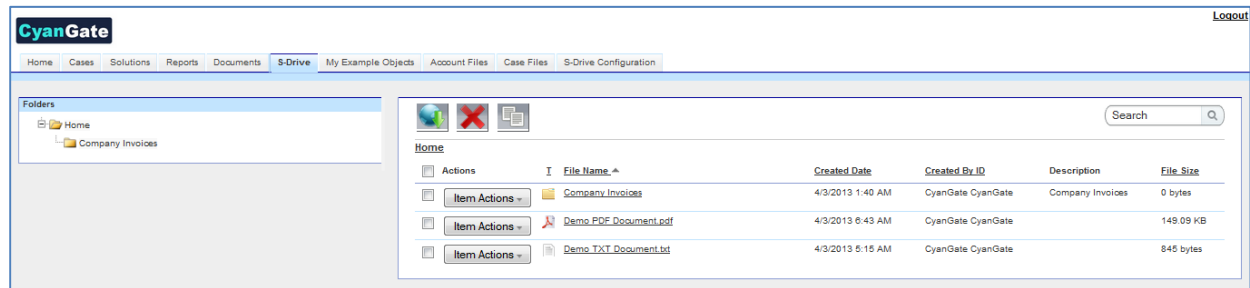 Logout
CyanGate
Home Cases Solutions Reports Documents S-Drive My Example Objects Account Files Case Files S-Drive Configuration
Folders
Home
Company Invoices
Search
Home
Actions T File Name Created Date Created By ID Description File Size
Item Actions Company Invoices 4/3/2013 1:40 AM CyanGate CyanGate Company Invoices 0 bytes
Item Actions Demo PDF Document.pdf 4/3/2013 6:43 AM CyanGate CyanGate 149.09 KB
Item Actions Demo TXT Document.txt 4/3/2013 5:15 AM CyanGate CyanGate 845 bytes